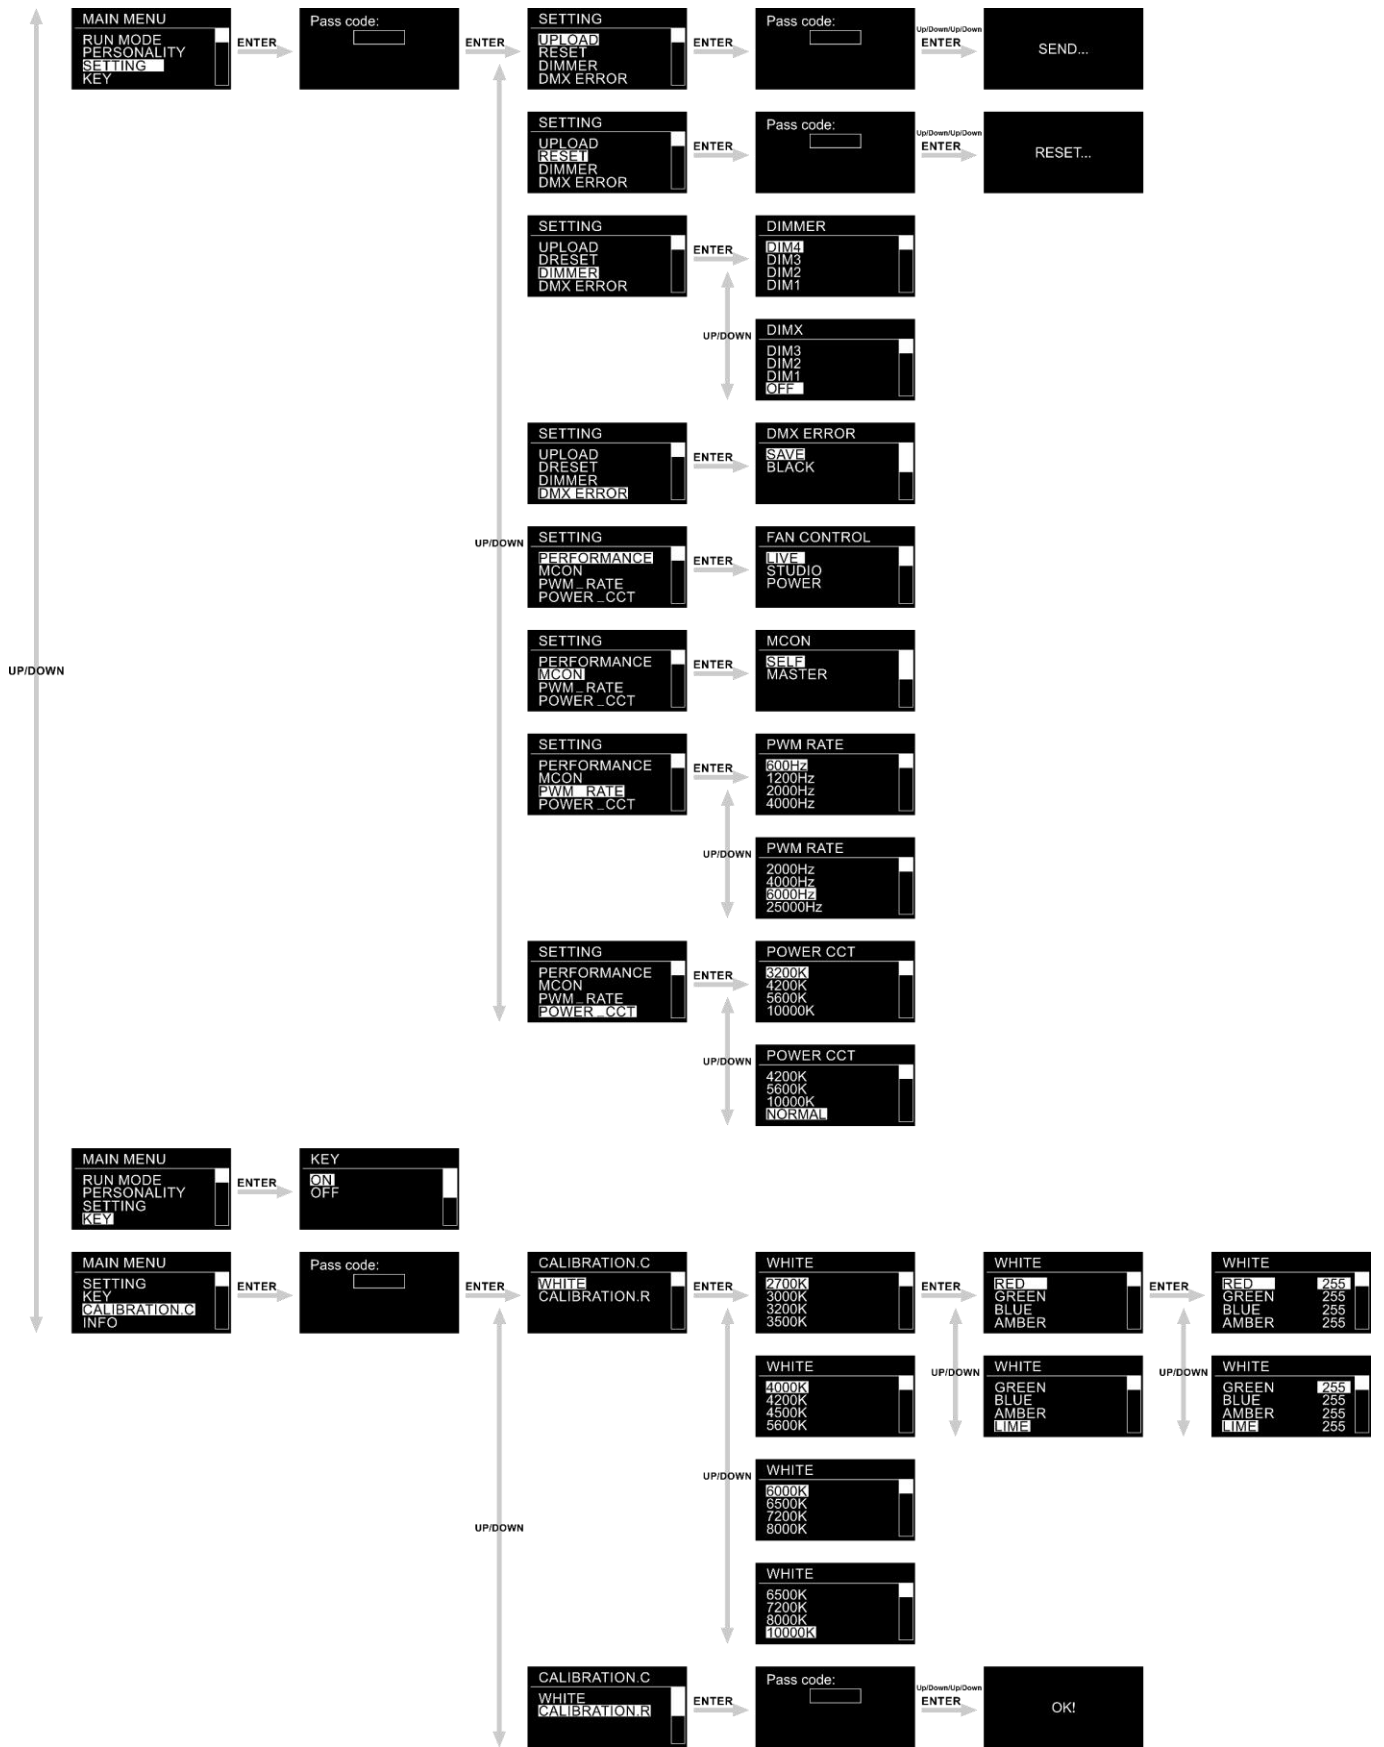 MAIN MENU
RUN MODE
PERSONALITY
SETTING
KEY
ENTER
Pass code:
ENTER
SETTING
UPLOAD
RESET
DIMMER
DMX ERROR
ENTER
Pass code:
Up/Down/Up/Down
ENTER
SEND...
SETTING
UPLOAD
RESET
DIMMER
DMX ERROR
ENTER
Pass code:
Up/Down/Up/Down
ENTER
RESET...
SETTING
UPLOAD
DRESET
DIMMER
DMX ERROR
ENTER
DIMMER
DIM4
DIM3
DIM2
DIM1
UP/DOWN
DIMX
DIM3
DIM2
DIM1
OFF
SETTING
UPLOAD
DRESET
DIMMER
DMX ERROR
ENTER
DMX ERROR
SAVE
BLACK
UP/DOWN
SETTING
PERFORMANCE
MCON
PWM_RATE
POWER_CCT
ENTER
FAN CONTROL
LIVE
STUDIO
POWER
UP/DOWN
SETTING
PERFORMANCE
MCON
PWM_RATE
POWER_CCT
ENTER
MCON
SELF
MASTER
SETTING
PERFORMANCE
MCON
PWM_RATE
POWER_CCT
ENTER
PWM RATE
600Hz
1200Hz
2000Hz
4000Hz
UP/DOWN
PWM RATE
2000Hz
4000Hz
6000Hz
25000Hz
SETTING
PERFORMANCE
MCON
PWM_RATE
POWER_CCT
ENTER
POWER CCT
3200K
4200K
5600K
10000K
UP/DOWN
POWER CCT
4200K
5600K
10000K
NORMAL
MAIN MENU
RUN MODE
PERSONALITY
SETTING
KEY
ENTER
KEY
ON
OFF
MAIN MENU
SETTING
KEY
CALIBRATION.C
INFO
ENTER
Pass code:
ENTER
CALIBRATION.C
WHITE
CALIBRATION.R
ENTER
WHITE
2700K
3000K
3200K
3500K
ENTER
WHITE
RED
GREEN
BLUE
AMBER
ENTER
WHITE
RED 255
GREEN 255
BLUE 255
AMBER 255
WHITE
4000K
4200K
4500K
5600K
UP/DOWN
WHITE
GREEN
BLUE
AMBER
LIME
UP/DOWN
WHITE
GREEN 255
BLUE 255
AMBER 255
LIME 255
UP/DOWN
WHITE
6000K
6500K
7200K
8000K
UP/DOWN
WHITE
6500K
7200K
8000K
10000K
CALIBRATION.C
WHITE
CALIBRATION.R
ENTER
Pass code:
Up/Down/Up/Down
ENTER
OK!